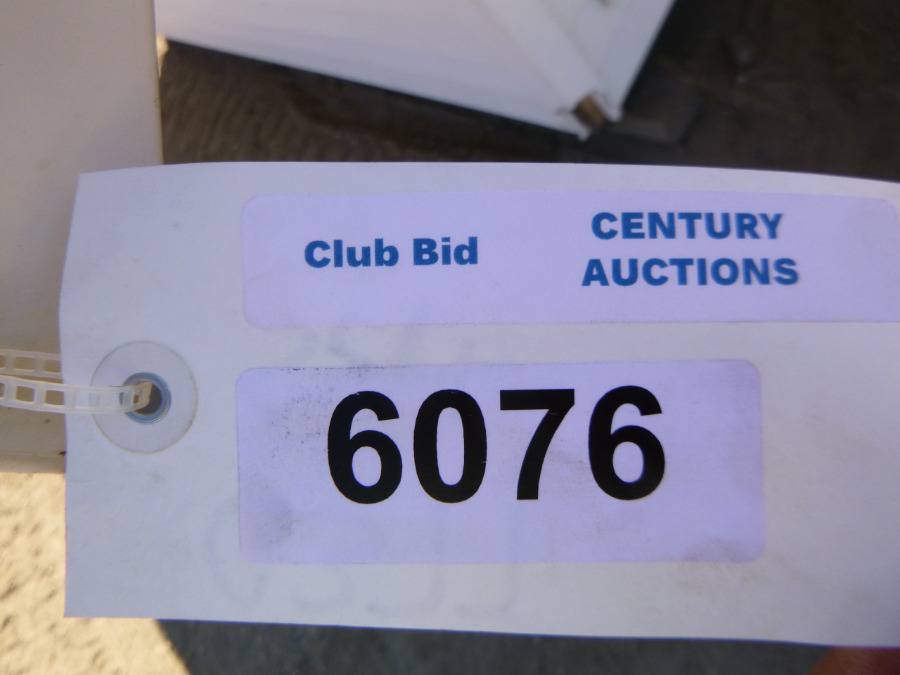 Club Bid
CENTURY
AUCTIONS
6076